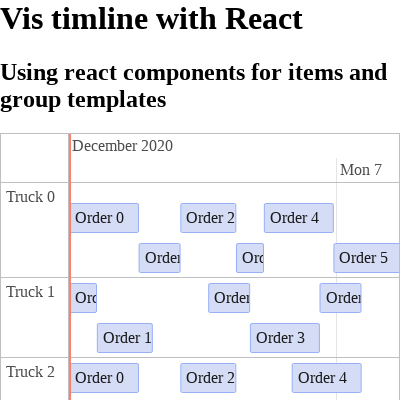 Vis timline with React
Using react components for items and
group templates
December 2020
Mon 7
Truck 0
Order 0
Order 2
Order 4
Order 5
Truck 1
Order 1
Order 3
Truck 2
Order 0
Order 2
Order 4